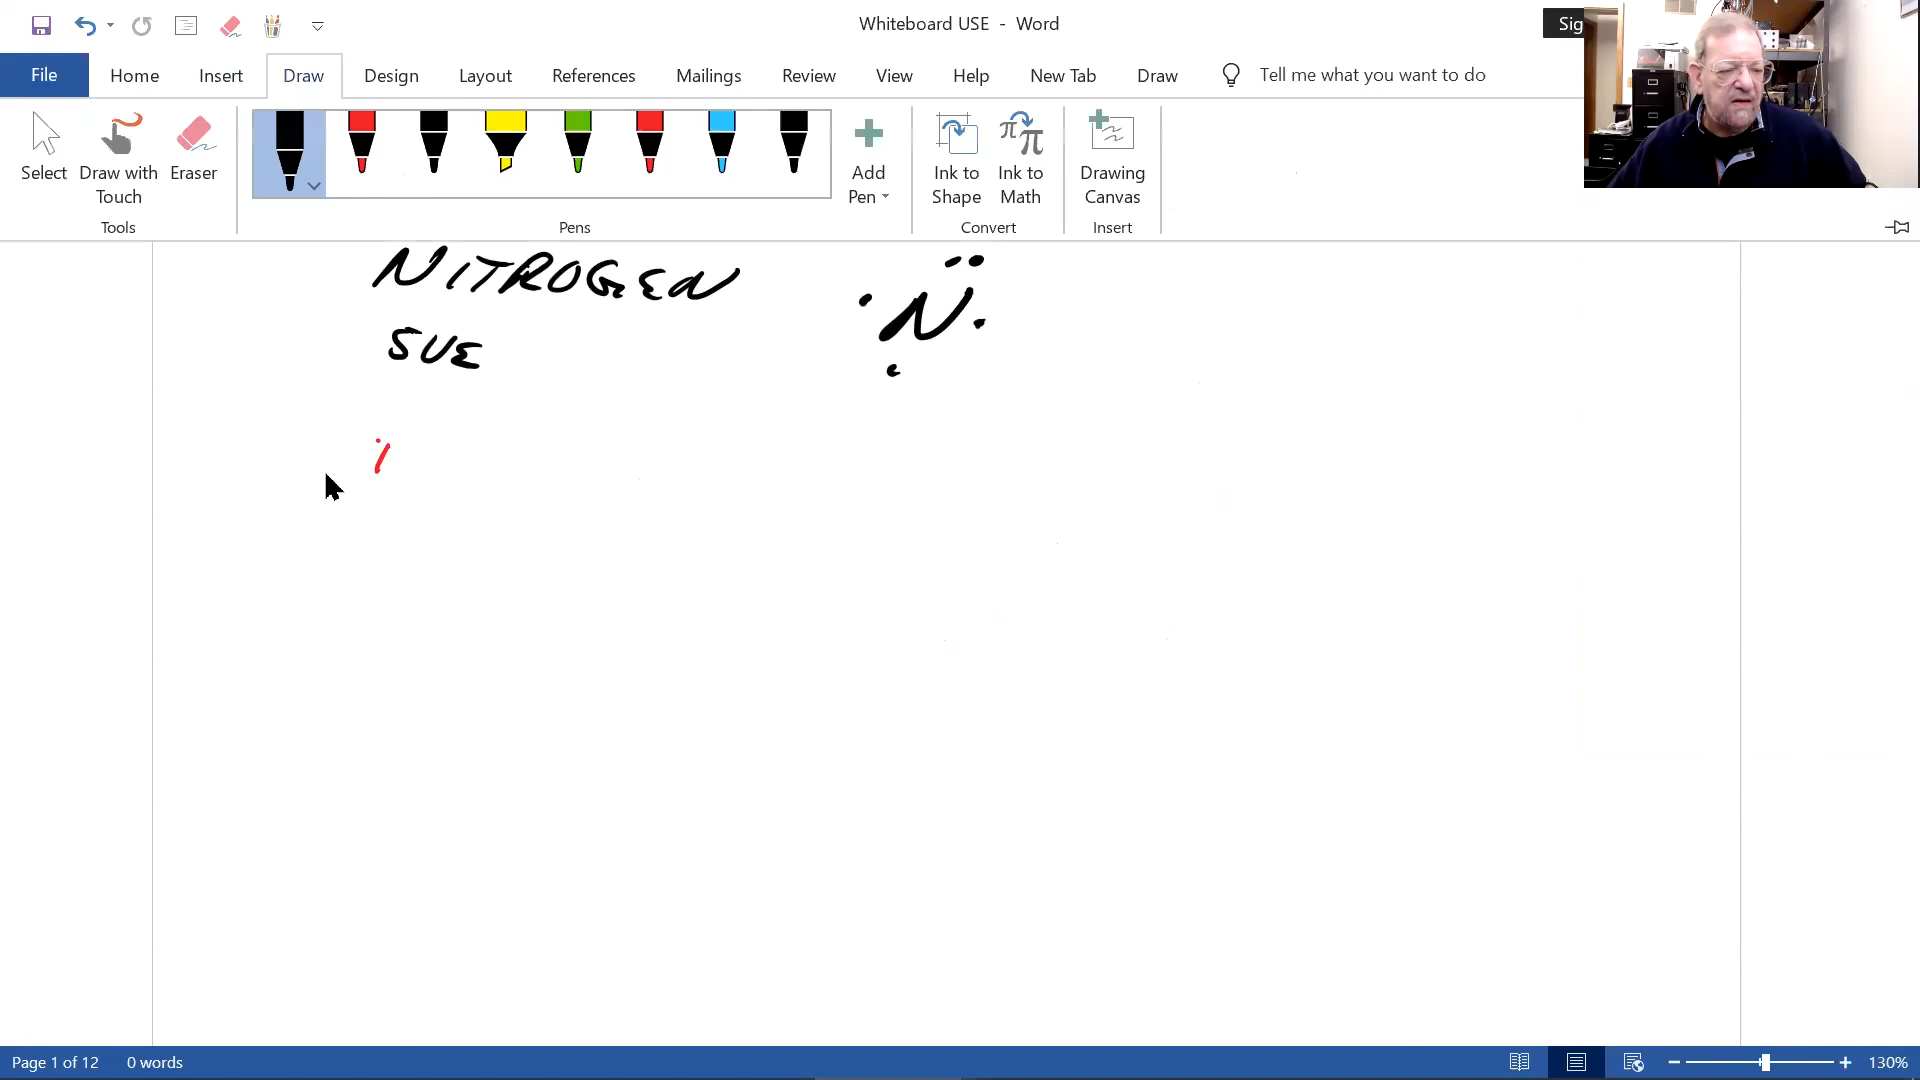 Whiteboard USE - Word
Sig
File Home Insert Draw Design Layout References Mailings Review View Help New Tab Draw Tell me what you want to do
Select Draw with Touch Eraser Add Pen Ink to Shape Ink to Math Drawing Canvas
Tools Pens Convert Insert
NITROGEN
·N·
5VE
Page 1 of 12 0 words 130%